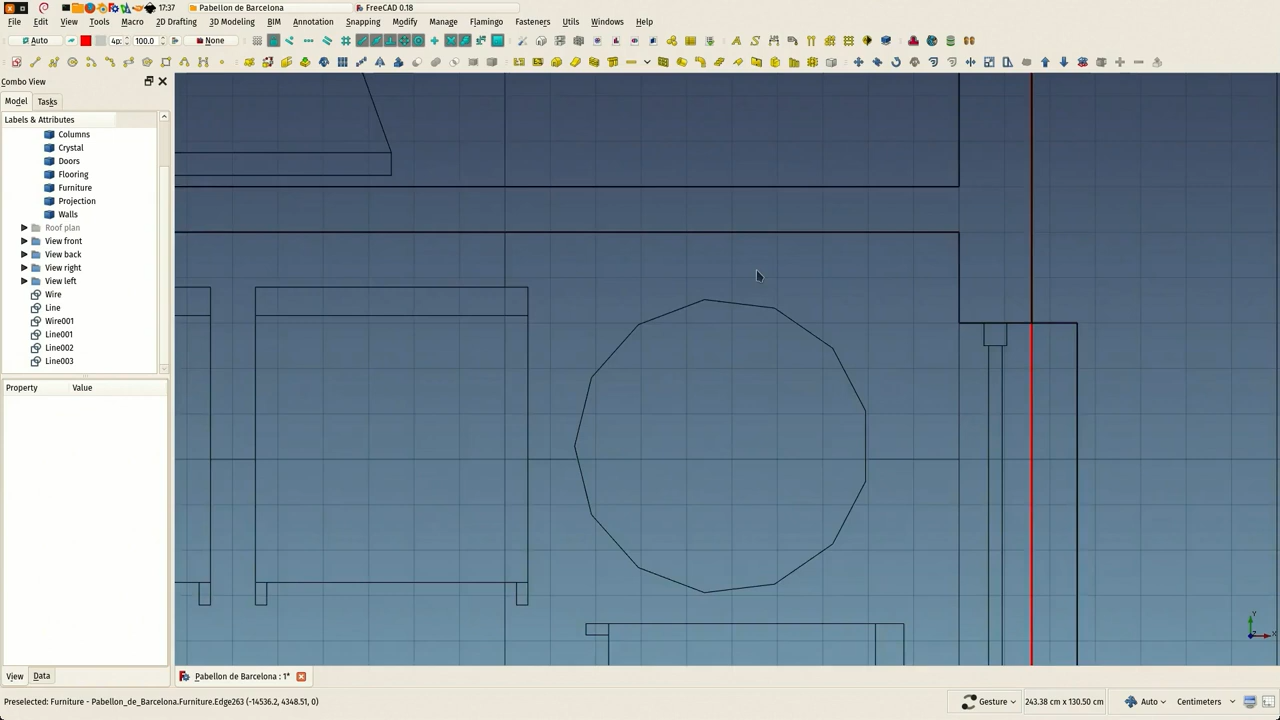 17:37 Pabellon de Barcelona FreeCAD 0.18
File Edit View Tools Macro 2D Drafting 3D Modeling BIM Annotation Snapping Modify Manage Flamingo Fasteners Utils Windows Help
Auto 4p: 100.0 None
Combo View
Model Tasks
Labels & Attributes
Columns
Crystal
Doors
Flooring
Furniture
Projection
Walls
Roof plan
View front
View back
View right
View left
Wire
Line
Wire001
Line001
Line002
Line003
Property Value
Y
View Data Pabellon de Barcelona : 1*
Preselected: Furniture - Pabellon_de_Barcelona.Furniture.Edge263 (-14536.2, 4348.51, 0) Gesture 243.38 cm x 130.50 cm Auto Centimeters